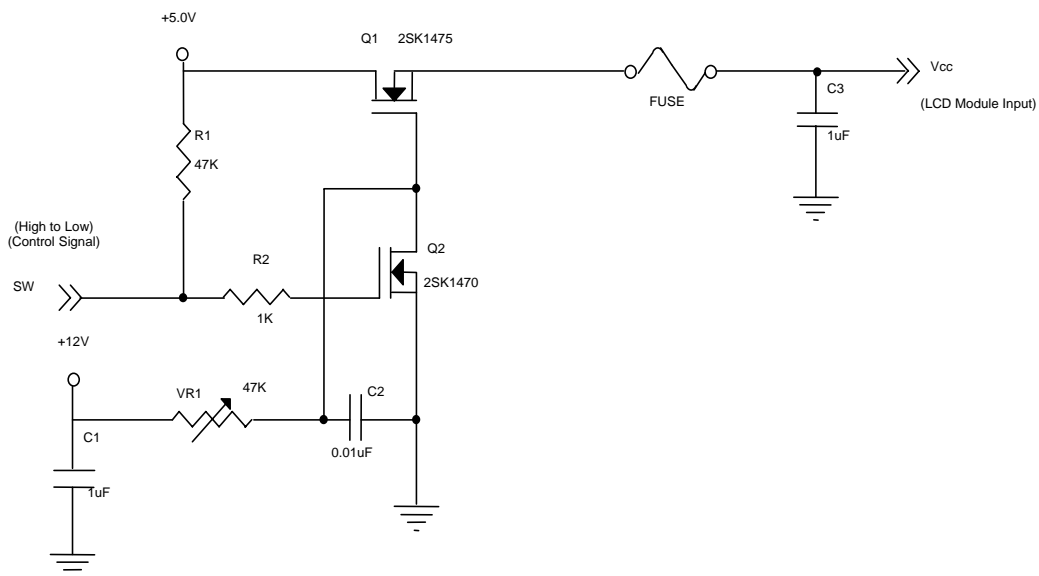 +5.0V
Q1 2SK1475
Vcc
FUSE
C3
(LCD Module Input)
R1
1uF
47K
(High to Low)
(Control Signal)
Q2
R2
SW
2SK1470
1K
+12V
VR1
47K
C2
C1
0.01uF
1uF